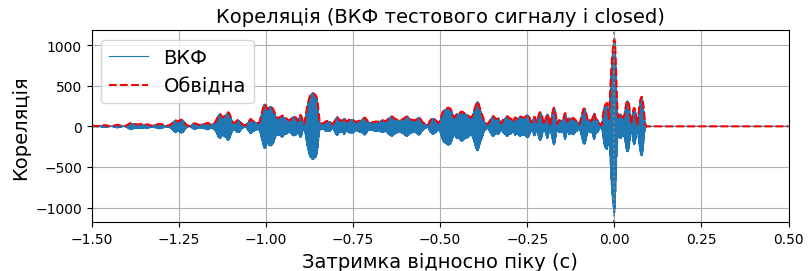 Кореляція (ВКФ тестового сигналу і closed)
Кореляція
1000
500
0
−500
−1000
ВКФ
Обвідна
−1.50 −1.25 −1.00 −0.75 −0.50 −0.25 0.00 0.25 0.50
Затримка відносно піку (с)